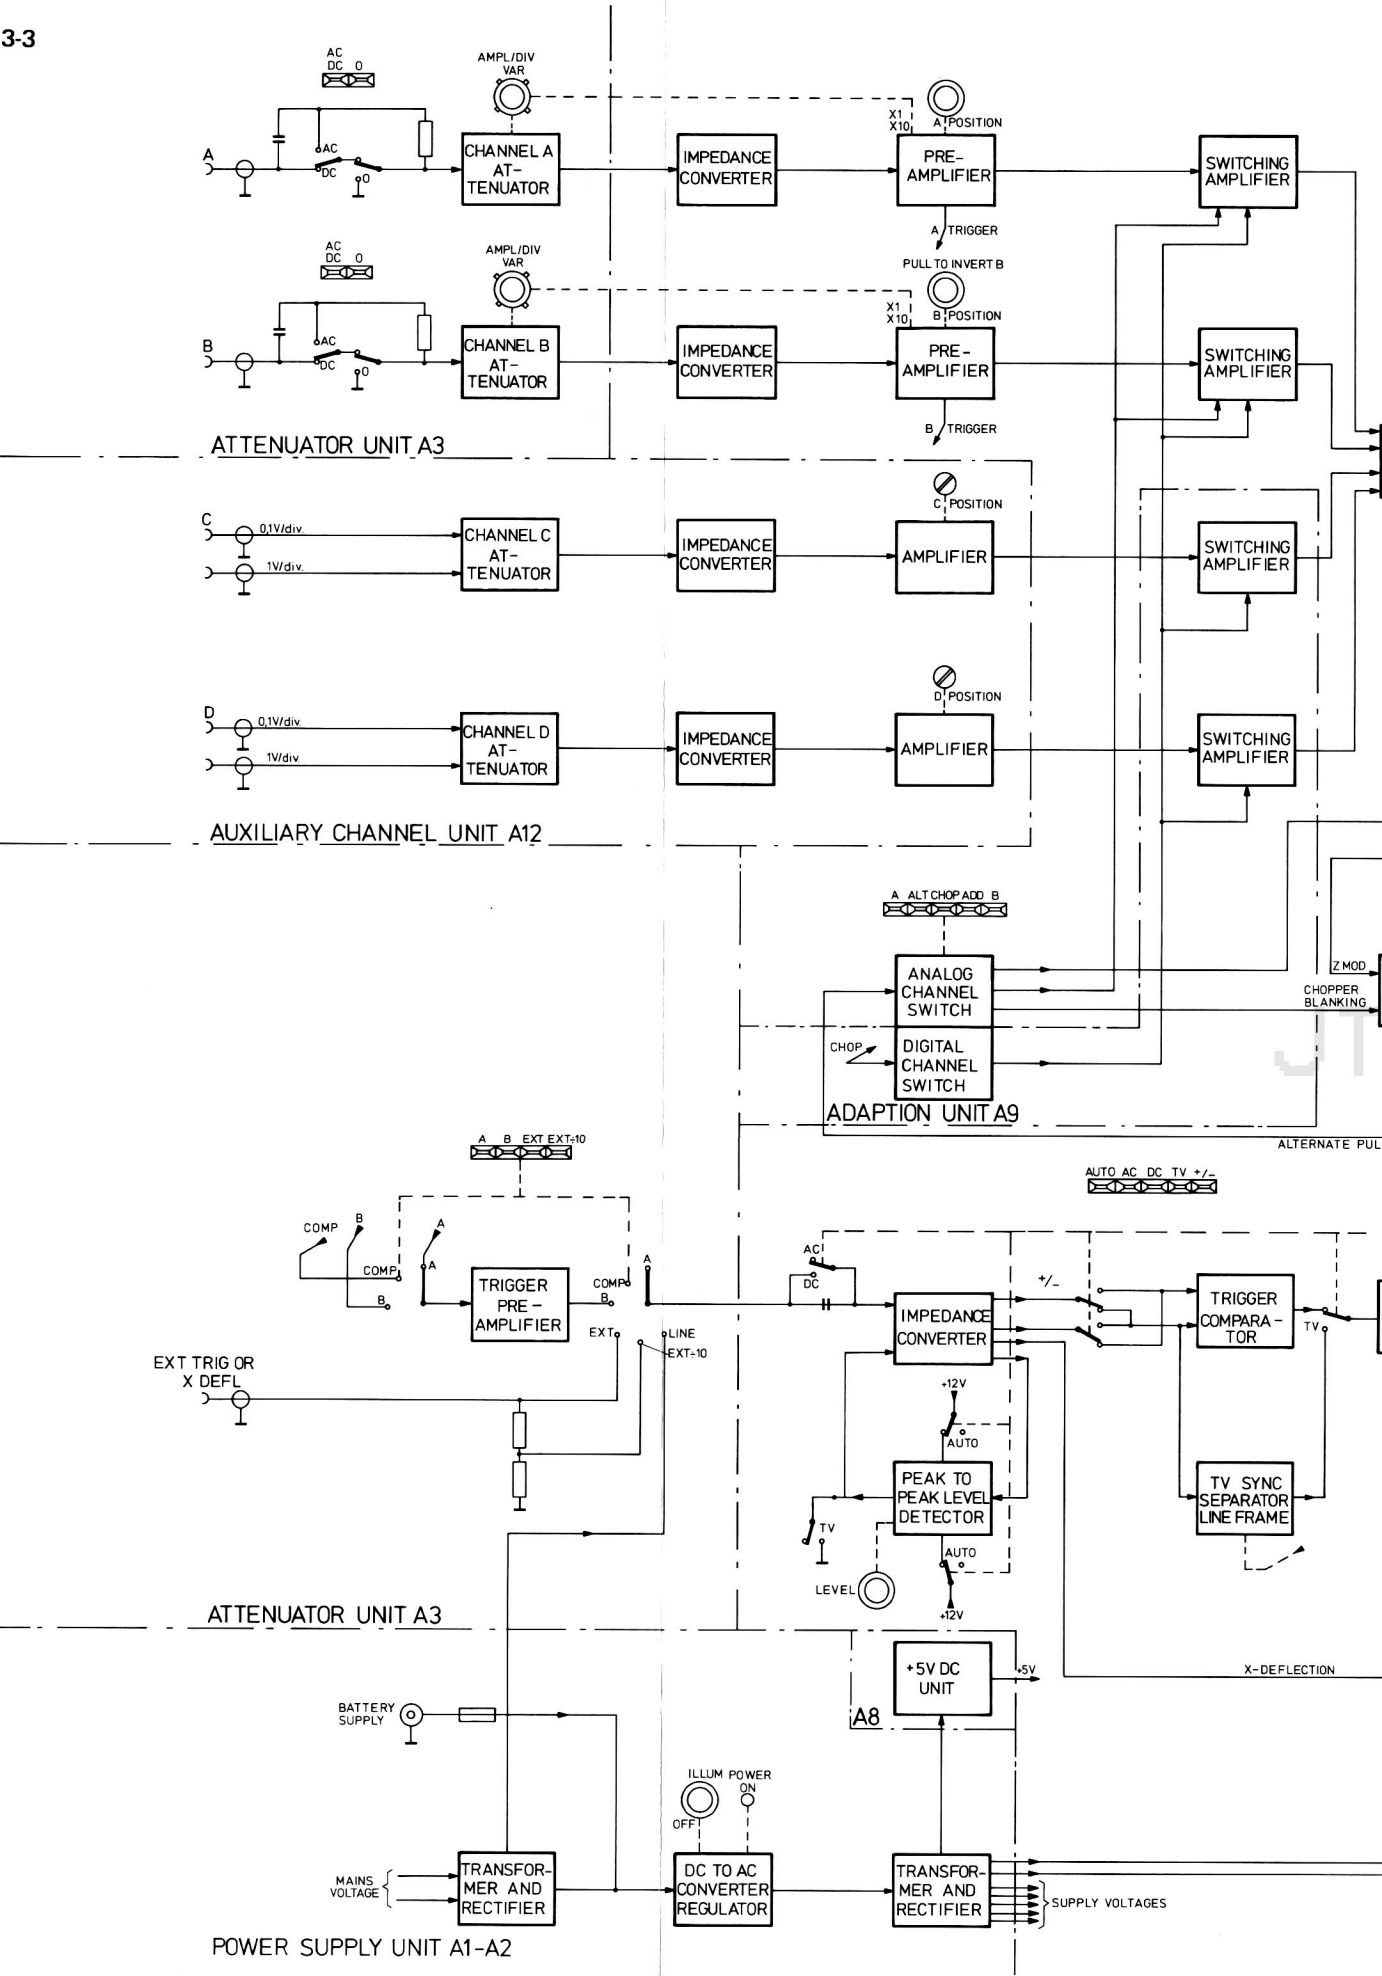 3-3
AC
DC O
AMPL/DIV
VAR
X1
X10
A POSITION
A
AC
DC
O
CHANNEL A
AT-
TENUATOR
IMPEDANCE
CONVERTER
PRE-
AMPLIFIER
SWITCHING
AMPLIFIER
A TRIGGER
AC
DC O
AMPL/DIV
VAR
PULL TO INVERT B
X1
X10
B POSITION
B
AC
DC
O
CHANNEL B
AT-
TENUATOR
IMPEDANCE
CONVERTER
PRE-
AMPLIFIER
SWITCHING
AMPLIFIER
B TRIGGER
ATTENUATOR UNIT A3
C POSITION
C
0,1V/div.
1V/div.
CHANNEL C
AT-
TENUATOR
IMPEDANCE
CONVERTER
AMPLIFIER
SWITCHING
AMPLIFIER
D POSITION
D
0,1V/div.
1V/div
CHANNEL D
AT-
TENUATOR
IMPEDANCE
CONVERTER
AMPLIFIER
SWITCHING
AMPLIFIER
AUXILIARY CHANNEL UNIT A12
A ALT CHOP ADD B
ANALOG
CHANNEL
SWITCH
Z MOD
CHOPPER
BLANKING
JT
CHOP
DIGITAL
CHANNEL
SWITCH
ADAPTION UNIT A9
ALTERNATE PUL
A B EXT EXT÷10
AUTO AC DC TV +/-
COMP
B
A
COMP
B
A
TRIGGER
PRE-
AMPLIFIER
COMP
B
A
EXT
LINE
EXT÷10
EXT TRIG OR
X DEFL
AC
DC
IMPEDANCE
CONVERTER
+/-
TRIGGER
COMPARA-
TOR
TV
+12V
AUTO
PEAK TO
PEAK LEVEL
DETECTOR
TV SYNC
SEPARATOR
LINE FRAME
TV
AUTO
LEVEL
+12V
ATTENUATOR UNIT A3
+5V DC
UNIT
+5V
X-DEFLECTION
A8
BATTERY
SUPPLY
ILLUM POWER
ON
OFF
MAINS
VOLTAGE
TRANSFOR-
MER AND
RECTIFIER
DC TO AC
CONVERTER
REGULATOR
TRANSFOR-
MER AND
RECTIFIER
SUPPLY VOLTAGES
POWER SUPPLY UNIT A1-A2